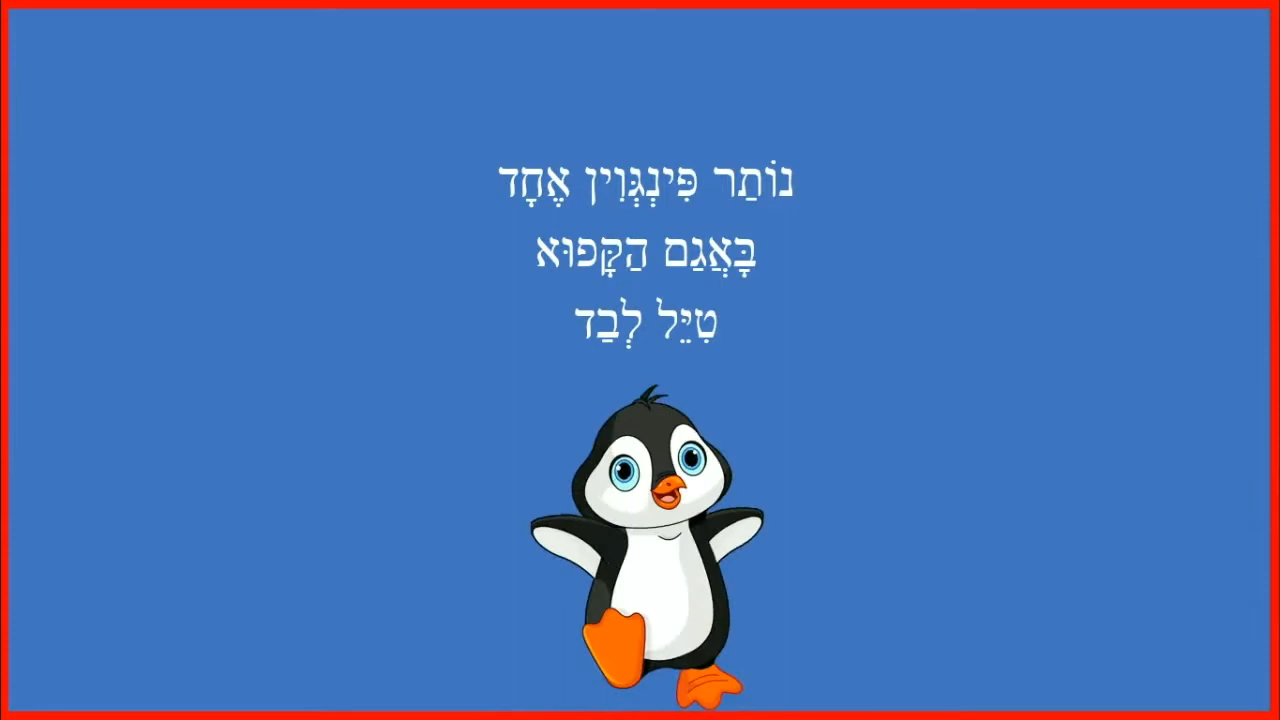 נוֹתַר פִּינְגְּוִין אֶחָד
בָּאֲגַם הַקָּפוּא
טִיֵּל לְבַד